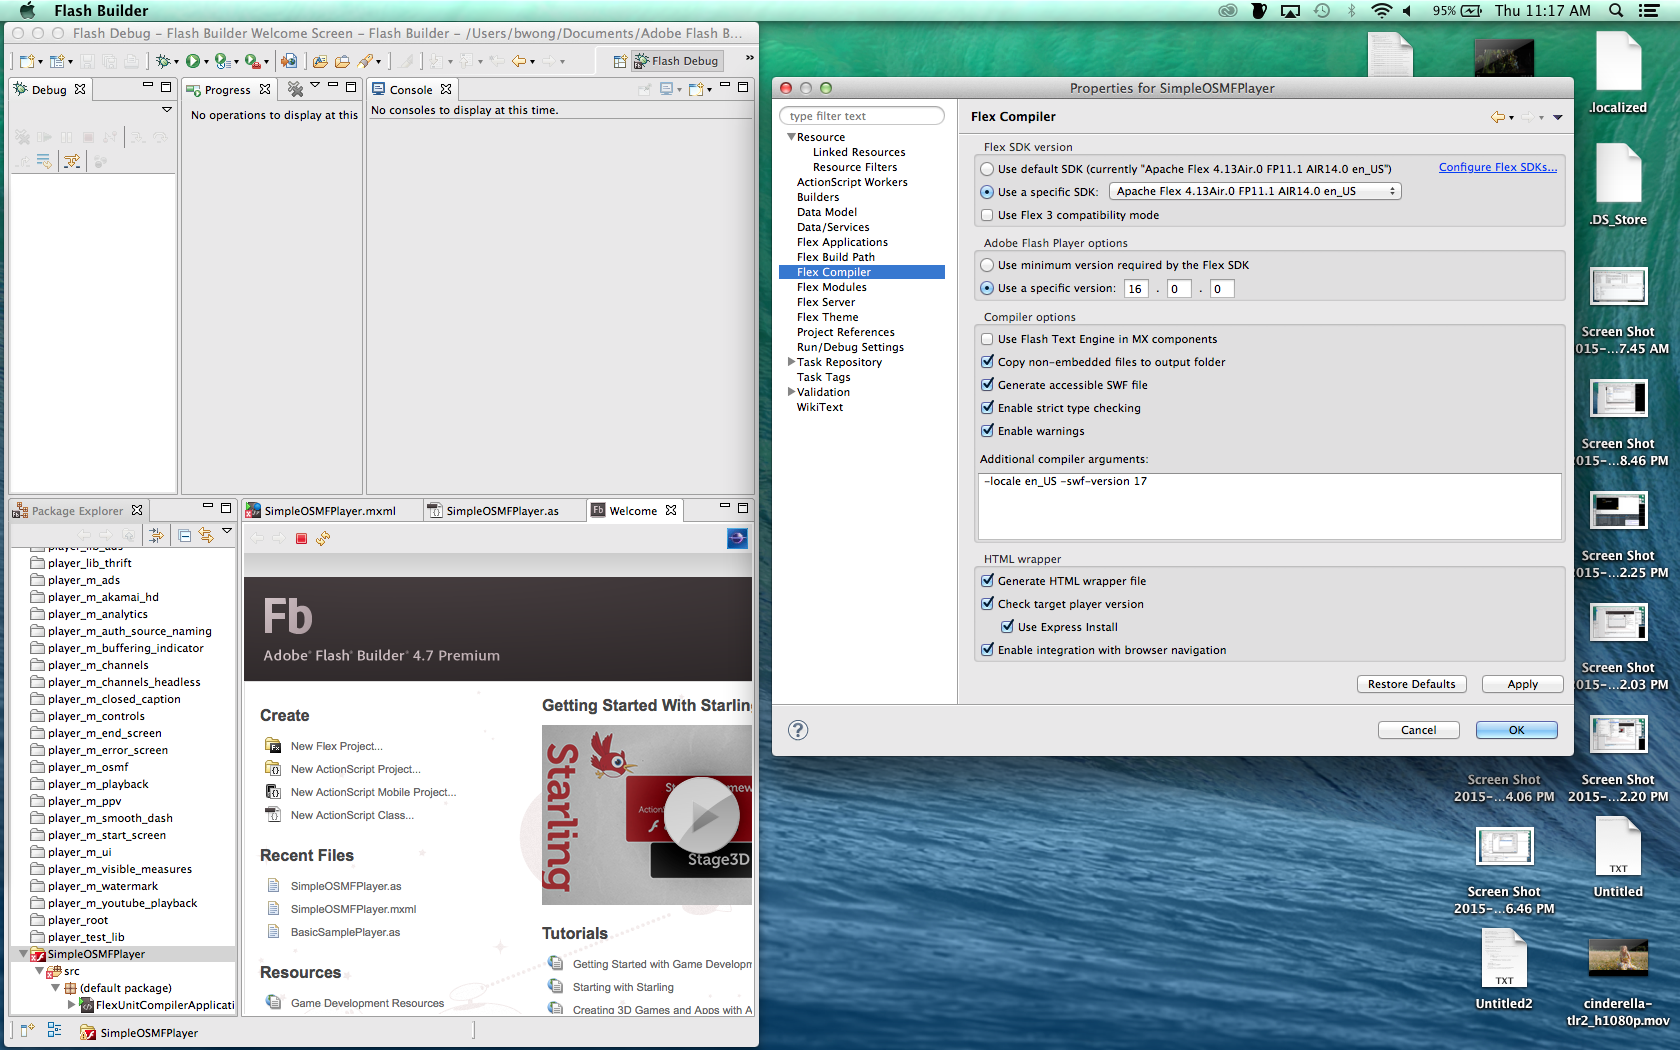 Flash Builder
95%
Thu 11:17 AM
Flash Debug – Flash Builder Welcome Screen – Flash Builder – /Users/bwong/Documents/Adobe Flash B...
Flash Debug
»
Debug
Progress
No operations to display at this
Console
No consoles to display at this time.
Package Explorer
player_lib_ads
player_lib_thrift
player_m_ads
player_m_akamai_hd
player_m_analytics
player_m_auth_source_naming
player_m_buffering_indicator
player_m_channels
player_m_channels_headless
player_m_closed_caption
player_m_controls
player_m_end_screen
player_m_error_screen
player_m_osmf
player_m_playback
player_m_ppv
player_m_smooth_dash
player_m_start_screen
player_m_ui
player_m_visible_measures
player_m_watermark
player_m_youtube_playback
player_root
player_test_lib
SimpleOSMFPlayer
src
(default package)
FlexUnitCompilerApplicati
SimpleOSMFPlayer
SimpleOSMFPlayer.mxml
SimpleOSMFPlayer.as
Fb Welcome
Fb
Adobe® Flash® Builder® 4.7 Premium
Create
New Flex Project...
New ActionScript Project...
New ActionScript Mobile Project...
New ActionScript Class...
Recent Files
SimpleOSMFPlayer.as
SimpleOSMFPlayer.mxml
BasicSamplePlayer.as
Resources
Game Development Resources
Getting Started With Starling
Starling
Stage3D
Tutorials
Getting Started with Game Developm
Starting with Starling
Creating 3D Games and Apps with A
Properties for SimpleOSMFPlayer
type filter text
Resource
Linked Resources
Resource Filters
ActionScript Workers
Builders
Data Model
Data/Services
Flex Applications
Flex Build Path
Flex Compiler
Flex Modules
Flex Server
Flex Theme
Project References
Run/Debug Settings
Task Repository
Task Tags
Validation
WikiText
Flex Compiler
Flex SDK version
Use default SDK (currently "Apache Flex 4.13Air.0 FP11.1 AIR14.0 en_US")
Configure Flex SDKs...
Use a specific SDK: Apache Flex 4.13Air.0 FP11.1 AIR14.0 en_US
Use Flex 3 compatibility mode
Adobe Flash Player options
Use minimum version required by the Flex SDK
Use a specific version: 16 . 0 . 0
Compiler options
Use Flash Text Engine in MX components
Copy non-embedded files to output folder
Generate accessible SWF file
Enable strict type checking
Enable warnings
Additional compiler arguments:
-locale en_US -swf-version 17
HTML wrapper
Generate HTML wrapper file
Check target player version
Use Express Install
Enable integration with browser navigation
Restore Defaults
Apply
?
Cancel
OK
.localized
.DS_Store
Screen Shot
015-...7.45 AM
Screen Shot
015-...8.46 PM
Screen Shot
015-...2.25 PM
Screen Shot
015-...2.03 PM
Screen Shot
2015-...4.06 PM
Screen Shot
2015-...2.20 PM
Screen Shot
2015-...6.46 PM
TXT
Untitled
TXT
Untitled2
cinderella-
tlr2_h1080p.mov